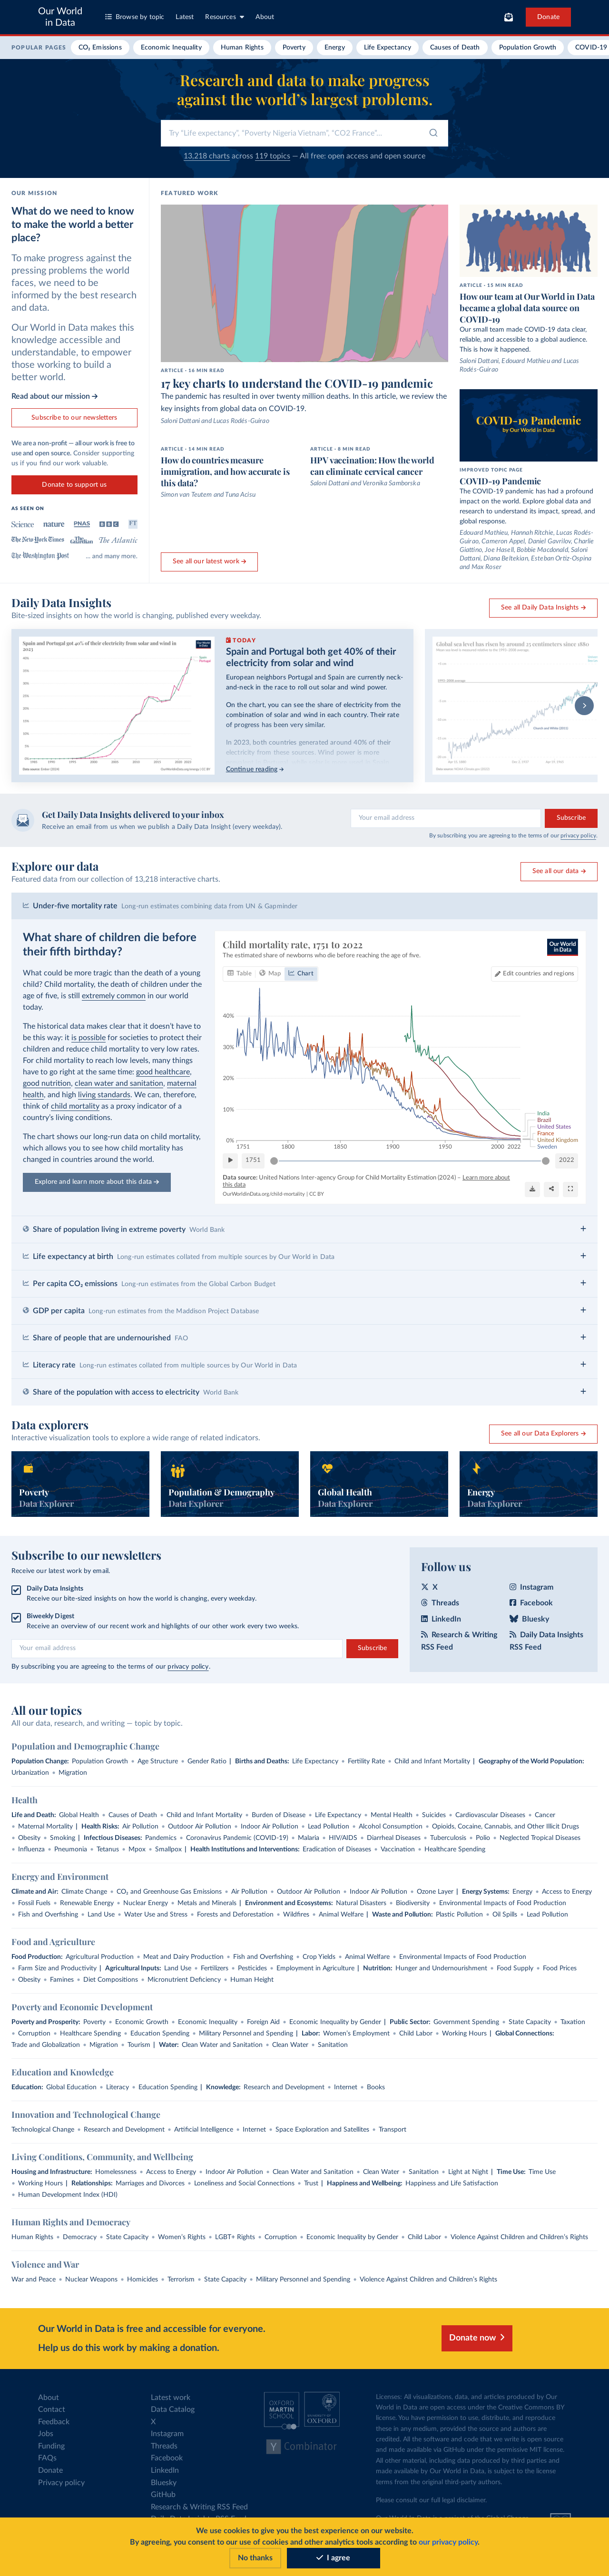 Our World
in Data
Browse by topic
Latest
Resources
About
Donate
POPULAR PAGES
CO₂ Emissions
Economic Inequality
Human Rights
Poverty
Energy
Life Expectancy
Causes of Death
Population Growth
COVID-19
Research and data to make progress
against the world's largest problems.
Try "Life expectancy", "Poverty Nigeria Vietnam", "CO2 France"...
13,218 charts across 119 topics — All free: open access and open source
OUR MISSION
What do we need to know
to make the world a better
place?
To make progress against the
pressing problems the world
faces, we need to be
informed by the best research
and data.
Our World in Data makes this
knowledge accessible and
understandable, to empower
those working to build a
better world.
Read about our mission →
Subscribe to our newsletters
We are a non-profit — all our work is free to
use and open source. Consider supporting
us if you find our work valuable.
Donate to support us
AS SEEN ON
Science
nature
PNAS
BBC
FT
The New York Times
The Guardian
The Atlantic
The Washington Post
... and many more.
FEATURED WORK
ARTICLE - 16 MIN READ
17 key charts to understand the COVID-19 pandemic
The pandemic has resulted in over twenty million deaths. In this article, we review the
key insights from global data on COVID-19.
Saloni Dattani and Lucas Rodés-Guirao
ARTICLE - 14 MIN READ
How do countries measure
immigration, and how accurate is
this data?
Simon van Teutem and Tuna Acisu
ARTICLE - 8 MIN READ
HPV vaccination: How the world
can eliminate cervical cancer
Saloni Dattani and Veronika Samborska
See all our latest work →
ARTICLE - 13 MIN READ
How our team at Our World in Data
became a global data source on
COVID-19
Our small team made COVID-19 data clear,
reliable, and accessible to a global audience.
This is how it happened.
Saloni Dattani, Edouard Mathieu and Lucas
Rodés-Guirao
COVID-19 Pandemic
by Our World in Data
IMPROVED TOPIC PAGE
COVID-19 Pandemic
The COVID-19 pandemic has had a profound
impact on the world. Explore global data and
research to understand its impact, spread, and
global response.
Edouard Mathieu, Hannah Ritchie, Lucas Rodés-
Guirao, Cameron Appel, Daniel Gavrilov, Charlie
Giattino, Joe Hasell, Bobbie Macdonald, Saloni
Dattani, Diana Beltekian, Esteban Ortiz-Ospina
and Max Roser
Daily Data Insights
Bite-sized insights on how the world is changing, published every weekday.
See all Daily Data Insights →
Spain and Portugal got 40% of their electricity from solar and wind in
2023
TODAY
Spain and Portugal both get 40% of their
electricity from solar and wind
European neighbors Portugal and Spain are currently neck-
and-neck in the race to roll out solar and wind power.
On the chart, you can see the share of electricity from the
combination of solar and wind in each country. Their rate
of progress has been very similar.
In 2023, both countries generated around 40% of their
electricity from these sources. Wind power is more
Continue reading →
Global sea level has risen by around 25 centimeters since 1880
Get Daily Data Insights delivered to your inbox
Receive an email from us when we publish a Daily Data Insight (every weekday).
Your email address
Subscribe
By subscribing you are agreeing to the terms of our privacy policy.
Explore our data
Featured data from our collection of 13,218 interactive charts.
See all our data →
Under-five mortality rate Long-run estimates combining data from UN & Gapminder
What share of children die before
their fifth birthday?
What could be more tragic than the death of a young
child? Child mortality, the death of children under the
age of five, is still extremely common in our world
today.
The historical data makes clear that it doesn't have to
be this way: it is possible for societies to protect their
children and reduce child mortality to very low rates.
For child mortality to reach low levels, many things
have to go right at the same time: good healthcare,
good nutrition, clean water and sanitation, maternal
health, and high living standards. We can, therefore,
think of child mortality as a proxy indicator of a
country's living conditions.
The chart shows our long-run data on child mortality,
which allows you to see how child mortality has
changed in countries around the world.
Explore and learn more about this data →
Child mortality rate, 1751 to 2022
The estimated share of newborns who die before reaching the age of five.
Our World
in Data
Table
Map
Chart
Edit countries and regions
40%
30%
20%
10%
0%
1751
1800
1850
1900
1950
2000
2022
India
Brazil
United States
France
United Kingdom
Sweden
1751
2022
Data source: United Nations Inter-agency Group for Child Mortality Estimation (2024) – Learn more about
this data
OurWorldinData.org/child-mortality | CC BY
Share of population living in extreme poverty World Bank
Life expectancy at birth Long-run estimates collated from multiple sources by Our World in Data
Per capita CO₂ emissions Long-run estimates from the Global Carbon Budget
GDP per capita Long-run estimates from the Maddison Project Database
Share of people that are undernourished FAO
Literacy rate Long-run estimates collated from multiple sources by Our World in Data
Share of the population with access to electricity World Bank
Data explorers
Interactive visualization tools to explore a wide range of related indicators.
See all our Data Explorers →
Poverty
Data Explorer
Population & Demography
Data Explorer
Global Health
Data Explorer
Energy
Data Explorer
Subscribe to our newsletters
Receive our latest work by email.
Daily Data Insights
Receive our bite-sized insights on how the world is changing, every weekday.
Biweekly Digest
Receive an overview of our recent work and highlights of our other work every two weeks.
Your email address
Subscribe
By subscribing you are agreeing to the terms of our privacy policy.
Follow us
X
Instagram
Threads
Facebook
LinkedIn
Bluesky
Research & Writing
RSS Feed
Daily Data Insights
RSS Feed
All our topics
All our data, research, and writing — topic by topic.
Population and Demographic Change
Population Change: Population Growth • Age Structure • Gender Ratio | Births and Deaths: Life Expectancy • Fertility Rate • Child and Infant Mortality | Geography of the World Population:
Urbanization • Migration
Health
Life and Death: Global Health • Causes of Death • Child and Infant Mortality • Burden of Disease • Life Expectancy • Mental Health • Suicides • Cardiovascular Diseases • Cancer
• Maternal Mortality | Health Risks: Air Pollution • Outdoor Air Pollution • Indoor Air Pollution • Lead Pollution • Alcohol Consumption • Opioids, Cocaine, Cannabis, and Other Illicit Drugs
• Obesity • Smoking | Infectious Diseases: Pandemics • Coronavirus Pandemic (COVID-19) • Malaria • HIV/AIDS • Diarrheal Diseases • Tuberculosis • Polio • Neglected Tropical Diseases
• Influenza • Pneumonia • Tetanus • Mpox • Smallpox | Health Institutions and Interventions: Eradication of Diseases • Vaccination • Healthcare Spending
Energy and Environment
Climate and Air: Climate Change • CO₂ and Greenhouse Gas Emissions • Air Pollution • Outdoor Air Pollution • Indoor Air Pollution • Ozone Layer | Energy Systems: Energy • Access to Energy
• Fossil Fuels • Renewable Energy • Nuclear Energy • Metals and Minerals | Environment and Ecosystems: Natural Disasters • Biodiversity • Environmental Impacts of Food Production
• Fish and Overfishing • Land Use • Water Use and Stress • Forests and Deforestation • Wildfires • Animal Welfare | Waste and Pollution: Plastic Pollution • Oil Spills • Lead Pollution
Food and Agriculture
Food Production: Agricultural Production • Meat and Dairy Production • Fish and Overfishing • Crop Yields • Animal Welfare • Environmental Impacts of Food Production
• Farm Size and Productivity | Agricultural Inputs: Land Use • Fertilizers • Pesticides • Employment in Agriculture | Nutrition: Hunger and Undernourishment • Food Supply • Food Prices
• Obesity • Famines • Diet Compositions • Micronutrient Deficiency • Human Height
Poverty and Economic Development
Poverty and Prosperity: Poverty • Economic Growth • Economic Inequality • Foreign Aid • Economic Inequality by Gender | Public Sector: Government Spending • State Capacity • Taxation
• Corruption • Healthcare Spending • Education Spending • Military Personnel and Spending | Labor: Women's Employment • Child Labor • Working Hours | Global Connections:
Trade and Globalization • Migration • Tourism | Water: Clean Water and Sanitation • Clean Water • Sanitation
Education and Knowledge
Education: Global Education • Literacy • Education Spending | Knowledge: Research and Development • Internet • Books
Innovation and Technological Change
Technological Change • Research and Development • Artificial Intelligence • Internet • Space Exploration and Satellites • Transport
Living Conditions, Community, and Wellbeing
Housing and Infrastructure: Homelessness • Access to Energy • Indoor Air Pollution • Clean Water and Sanitation • Clean Water • Sanitation • Light at Night | Time Use: Time Use
• Working Hours | Relationships: Marriages and Divorces • Loneliness and Social Connections • Trust | Happiness and Wellbeing: Happiness and Life Satisfaction
• Human Development Index (HDI)
Human Rights and Democracy
Human Rights • Democracy • State Capacity • Women's Rights • LGBT+ Rights • Corruption • Economic Inequality by Gender • Child Labor • Violence Against Children and Children's Rights
Violence and War
War and Peace • Nuclear Weapons • Homicides • Terrorism • State Capacity • Military Personnel and Spending • Violence Against Children and Children's Rights
Our World in Data is free and accessible for everyone.
Help us do this work by making a donation.
Donate now
About
Contact
Feedback
Jobs
Funding
FAQs
Donate
Privacy policy
Latest work
Data Catalog
X
Instagram
Threads
Facebook
LinkedIn
Bluesky
GitHub
Research & Writing RSS Feed
OXFORD
MARTIN
SCHOOL
UNIVERSITY OF
OXFORD
Y Combinator
Licenses: All visualizations, data, and articles produced by Our
World in Data are open access under the Creative Commons BY
license. You have permission to use, distribute, and reproduce
these in any medium, provided the source and authors are
credited. All the software and code that we write is open source
and made available via GitHub under the permissive MIT license.
All other material, including data produced by third parties and
made available by Our World in Data, is subject to the license
terms from the original third-party authors.
Please consult our full legal disclaimer.
We use cookies to give you the best experience on our website.
By agreeing, you consent to our use of cookies and other analytics tools according to our privacy policy.
No thanks
I agree